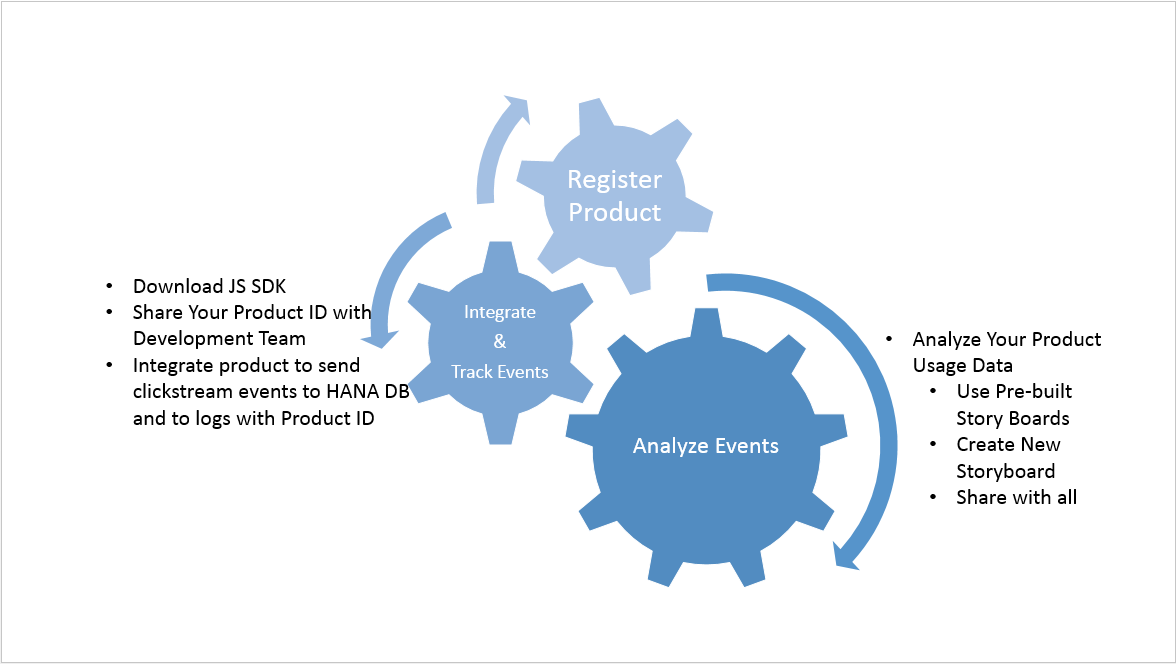 Register
Product
Integrate
&
Track Events
• Download JS SDK
• Share Your Product ID with
Development Team
• Integrate product to send
clickstream events to HANA DB
and to logs with Product ID
Analyze Events
• Analyze Your Product
Usage Data
• Use Pre-built
Story Boards
• Create New
Storyboard
• Share with all